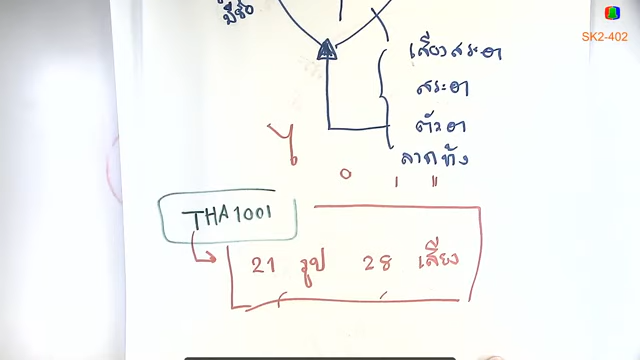 มีชื่อ
SK2-402
เสียงสระอา
สระอา
ตัวอา
ลากข้าง
THA1001
21 รูป 28 เสียง